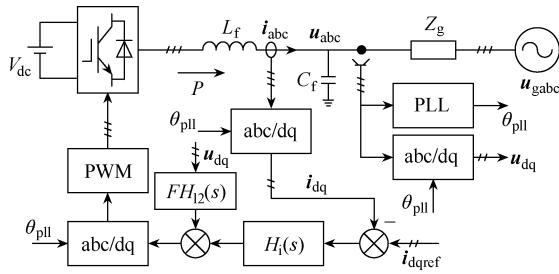 L_f i_abc u_abc Z_g
V_dc P C_f u_gabc
θ_pll abc/dq PLL θ_pll
u_dq abc/dq u_dq
PWM FH_12(s) i_dq θ_pll
θ_pll abc/dq H_i(s) − i_dqref